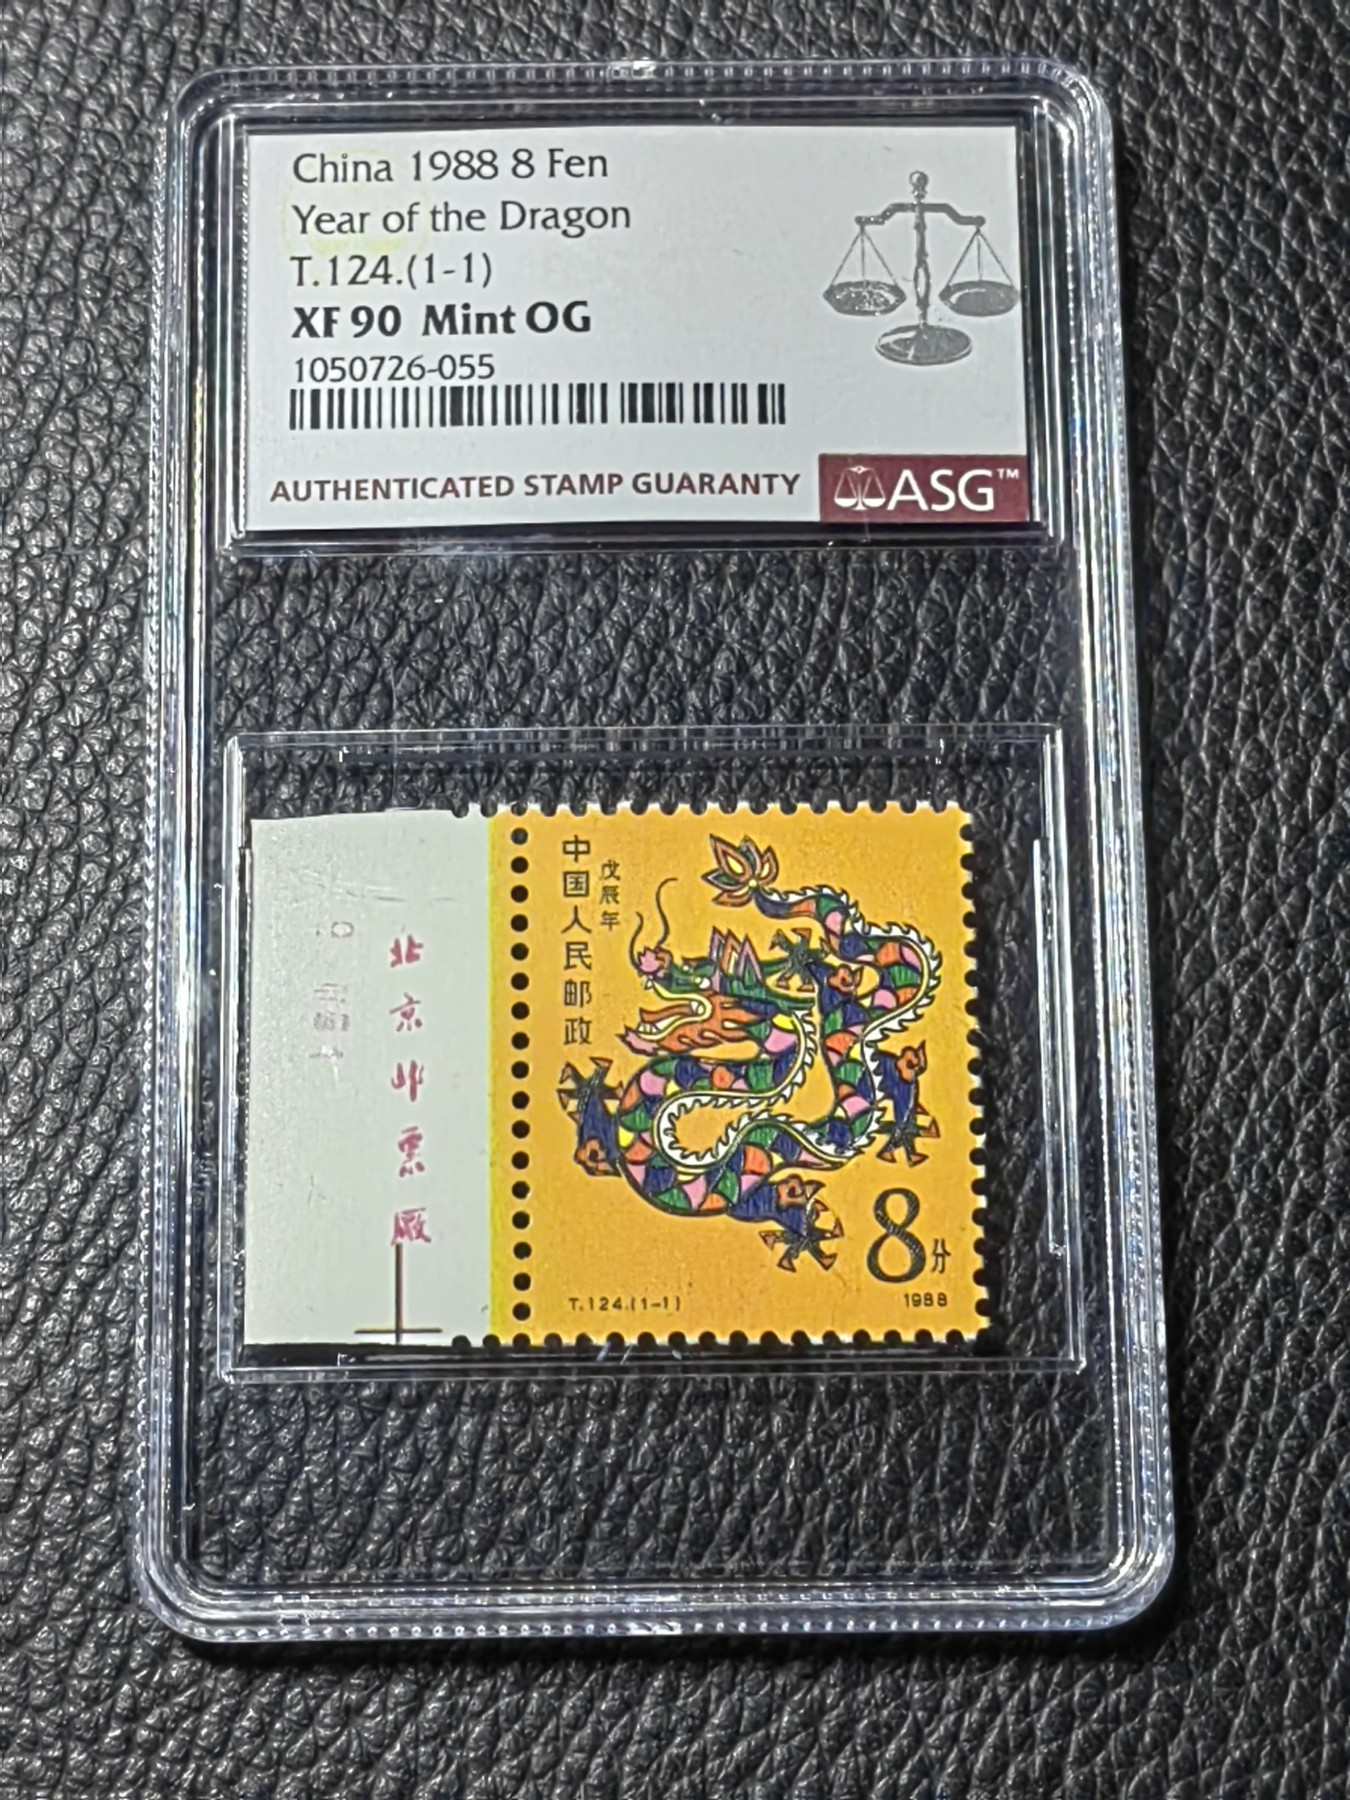 China 1988 8 Fen
Year of the Dragon
T.124.(1-1)
XF 90 Mint OG
1050726-055
AUTHENTICATED STAMP GUARANTY
ASG™
北京邮票厰
中国人民邮政
戊辰年
8分
T.124.(1-1)
1988